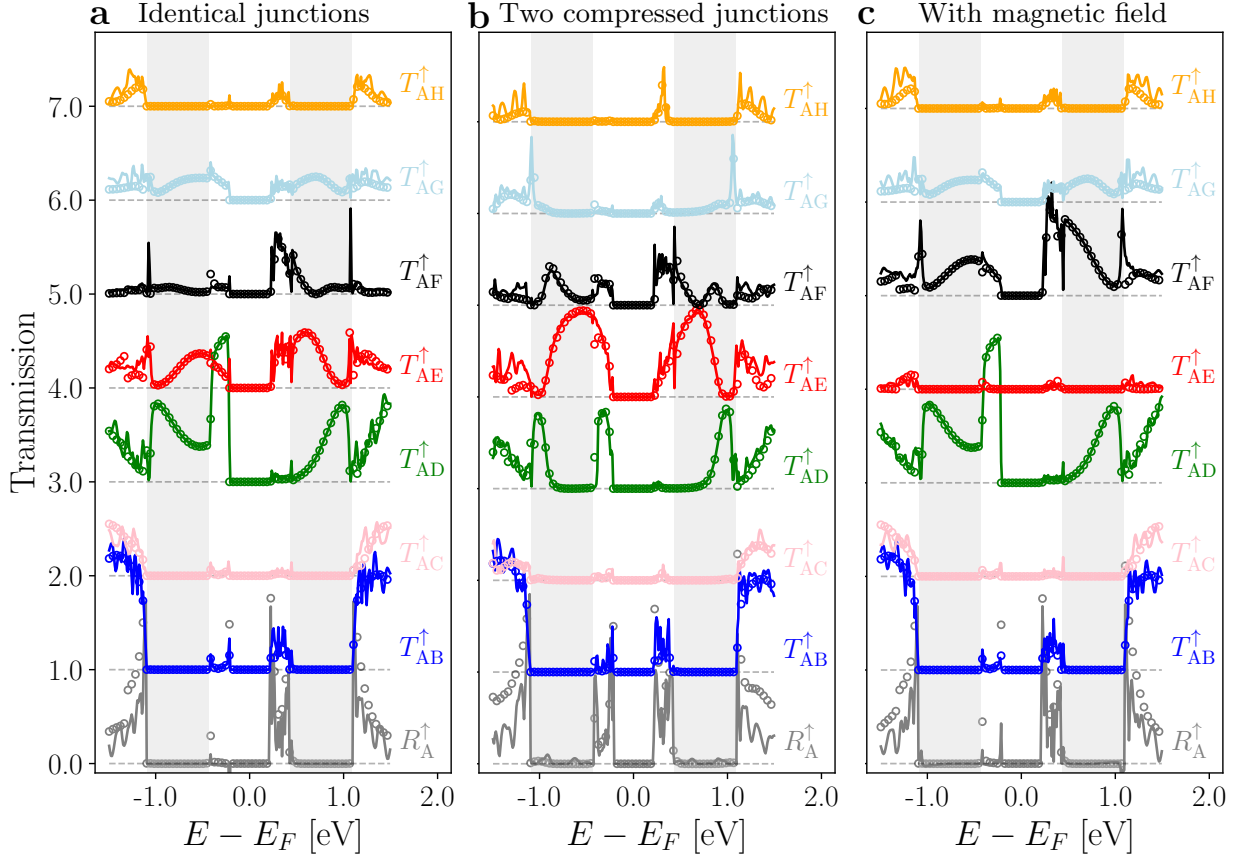 a Identical junctions
b Two compressed junctions
c With magnetic field
Transmission
7.0
6.0
5.0
4.0
3.0
2.0
1.0
0.0
T↑AH
T↑AG
T↑AF
T↑AE
T↑AD
T↑AC
T↑AB
R↑A
T↑AH
T↑AG
T↑AF
T↑AE
T↑AD
T↑AC
T↑AB
R↑A
T↑AH
T↑AG
T↑AF
T↑AE
T↑AD
T↑AC
T↑AB
R↑A
-1.0 0.0 1.0 2.0
-1.0 0.0 1.0 2.0
-1.0 0.0 1.0 2.0
E − EF [eV]
E − EF [eV]
E − EF [eV]